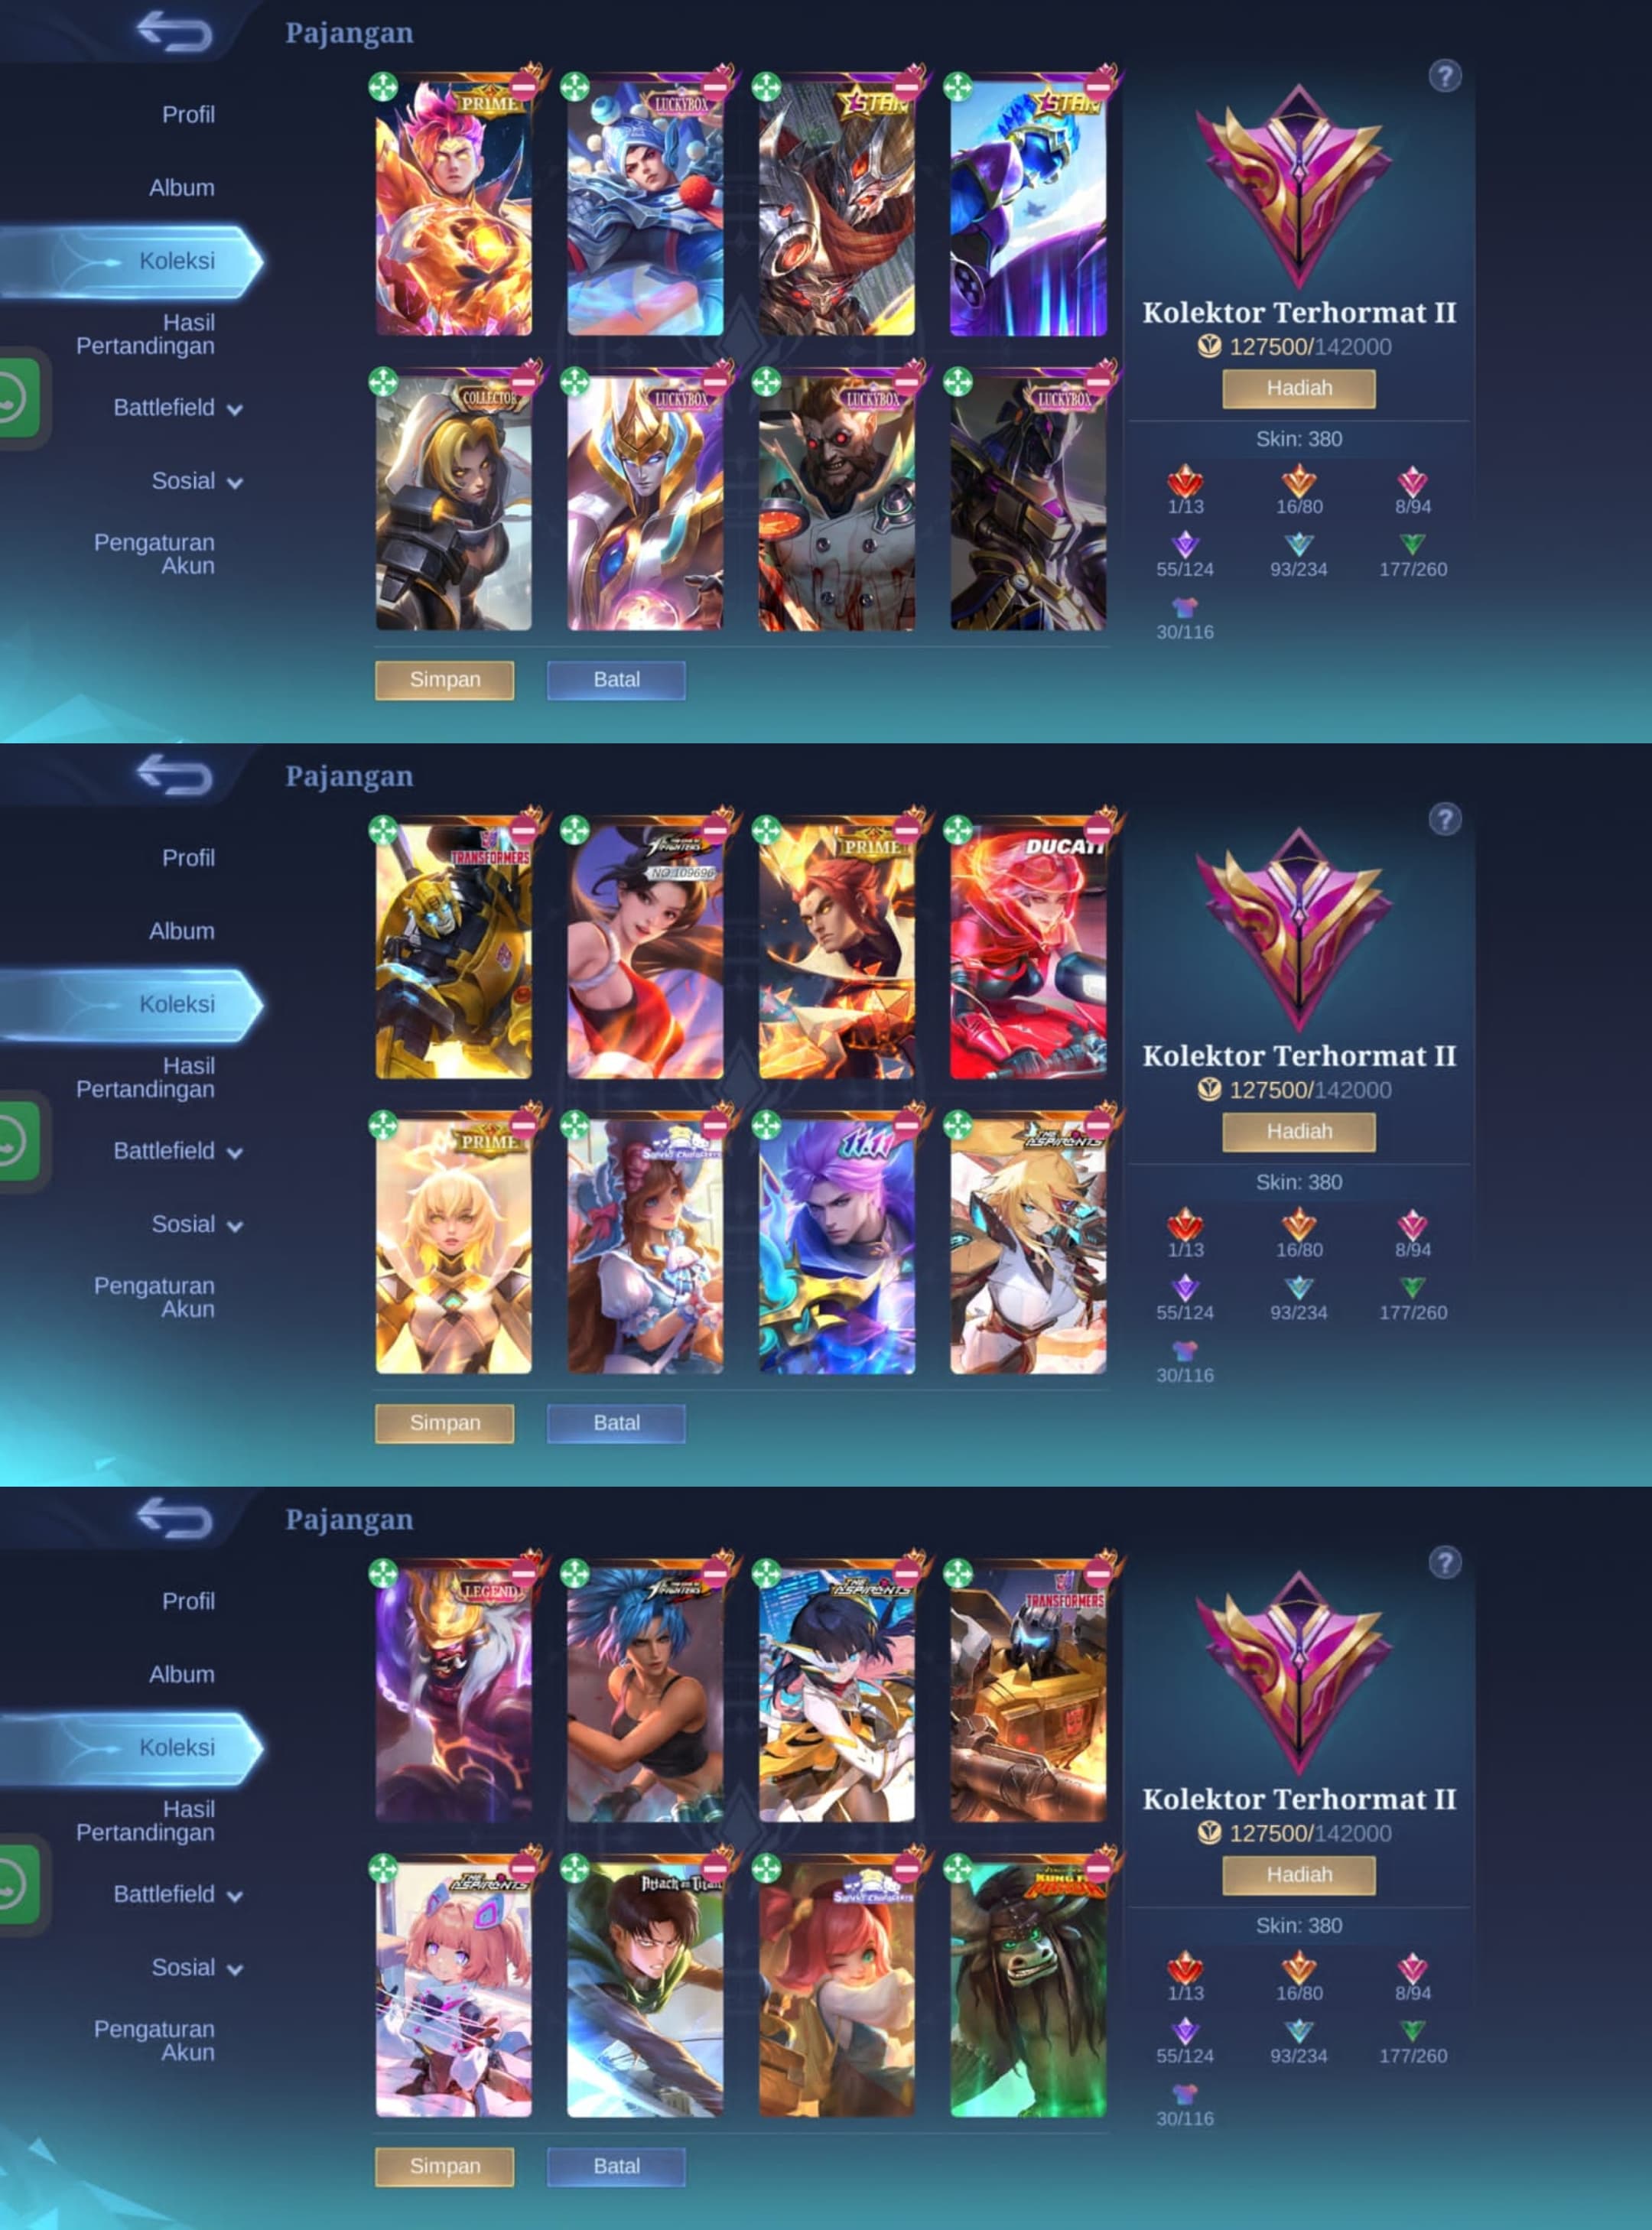 Pajangan
Profil
Album
Koleksi
Hasil
Pertandingan
Battlefield
Sosial
Pengaturan
Akun
PRIME
LUCKYBOX
STAR
STAR
COLLECTOR
LUCKYBOX
LUCKYBOX
LUCKYBOX
Simpan
Batal
?
Kolektor Terhormat II
127500/142000
Hadiah
Skin: 380
1/13
16/80
8/94
55/124
93/234
177/260
30/116
Pajangan
Profil
Album
Koleksi
Hasil
Pertandingan
Battlefield
Sosial
Pengaturan
Akun
TRANSFORMERS
NO.109696
PRIME
DUCATI
PRIME
Sanrio Characters
THE ASPIRANTS
Simpan
Batal
?
Kolektor Terhormat II
127500/142000
Hadiah
Skin: 380
1/13
16/80
8/94
55/124
93/234
177/260
30/116
Pajangan
Profil
Album
Koleksi
Hasil
Pertandingan
Battlefield
Sosial
Pengaturan
Akun
LEGEND
THE ASPIRANTS
TRANSFORMERS
THE ASPIRANTS
Attack on Titan
Sanrio Characters
KUNG FU
Simpan
Batal
?
Kolektor Terhormat II
127500/142000
Hadiah
Skin: 380
1/13
16/80
8/94
55/124
93/234
177/260
30/116